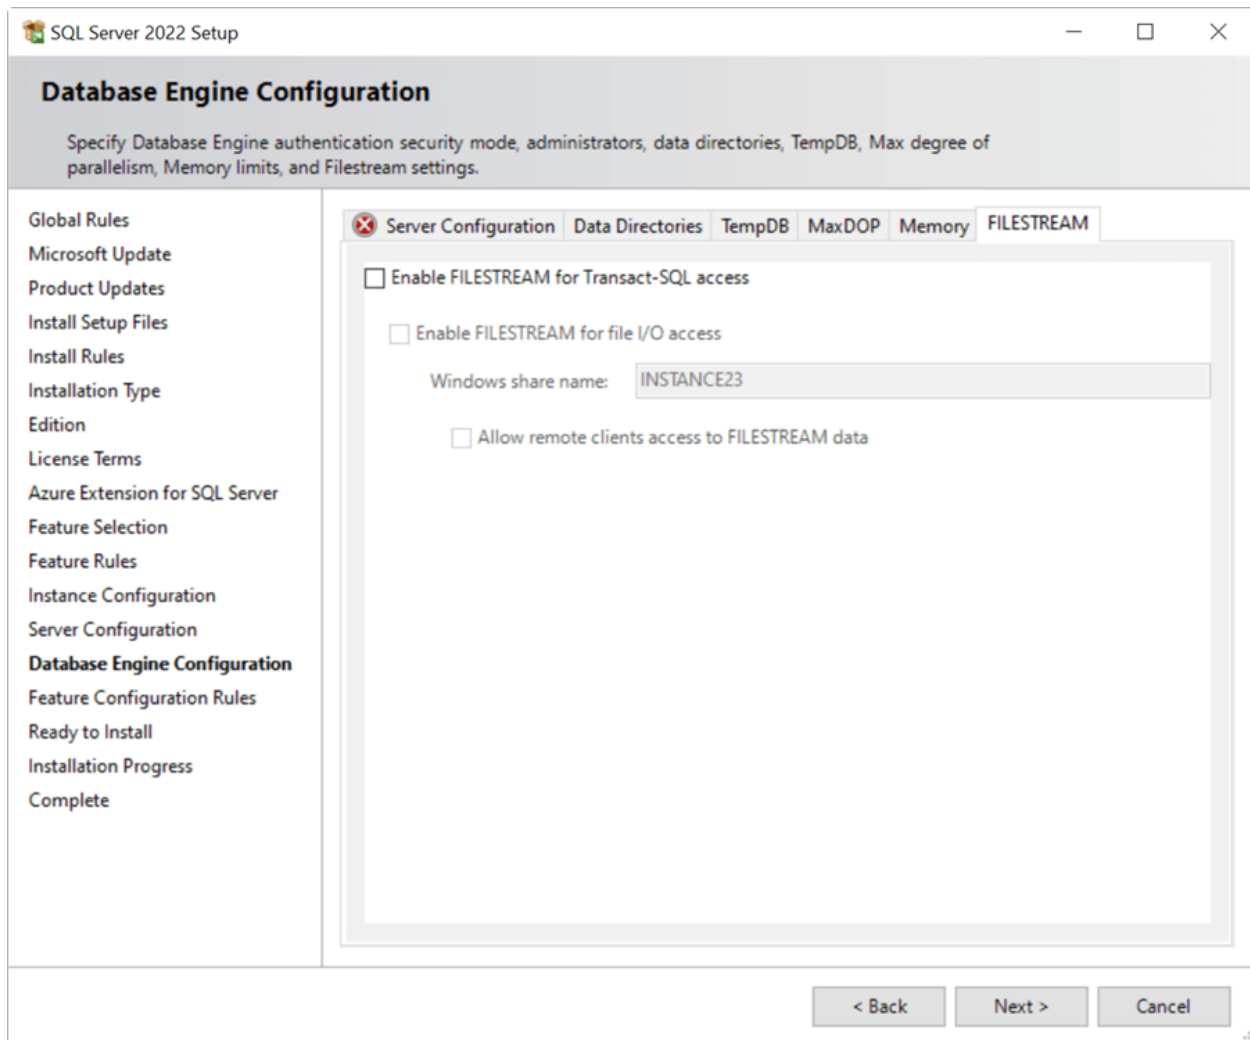 SQL Server 2022 Setup
Database Engine Configuration
Specify Database Engine authentication security mode, administrators, data directories, TempDB, Max degree of
parallelism, Memory limits, and Filestream settings.
Global Rules
Microsoft Update
Product Updates
Install Setup Files
Install Rules
Installation Type
Edition
License Terms
Azure Extension for SQL Server
Feature Selection
Feature Rules
Instance Configuration
Server Configuration
Database Engine Configuration
Feature Configuration Rules
Ready to Install
Installation Progress
Complete
Server Configuration Data Directories TempDB MaxDOP Memory FILESTREAM
Enable FILESTREAM for Transact-SQL access
Enable FILESTREAM for file I/O access
Windows share name: INSTANCE23
Allow remote clients access to FILESTREAM data
< Back Next > Cancel